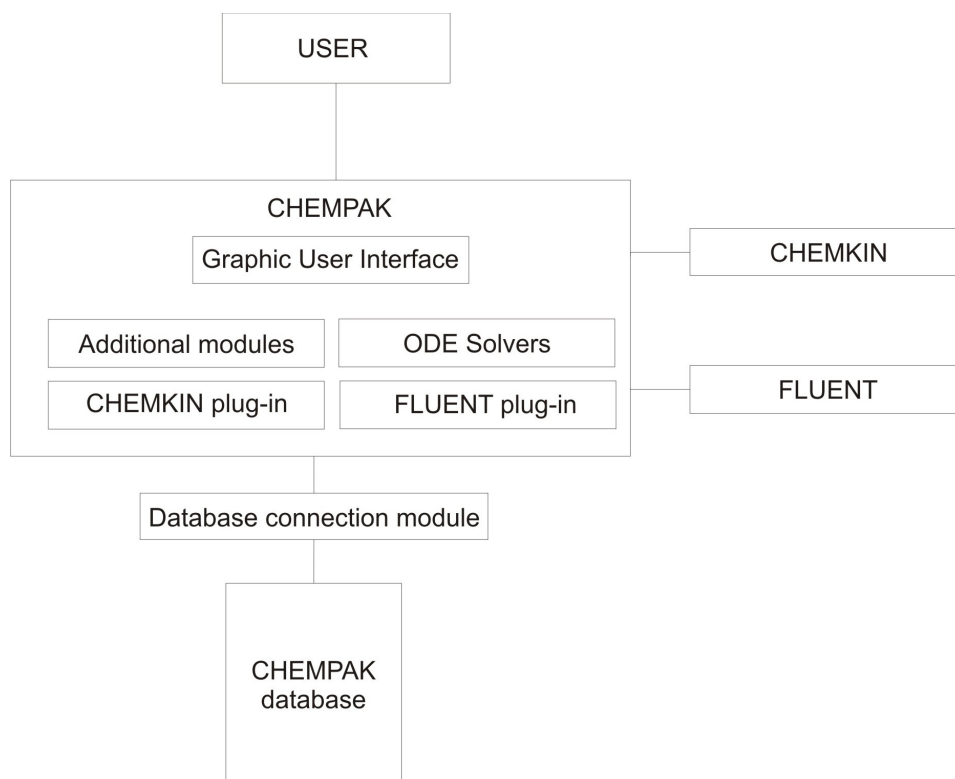 USER
CHEMPAK
Graphic User Interface
CHEMKIN
Additional modules
ODE Solvers
CHEMKIN plug-in
FLUENT plug-in
FLUENT
Database connection module
CHEMPAK
database